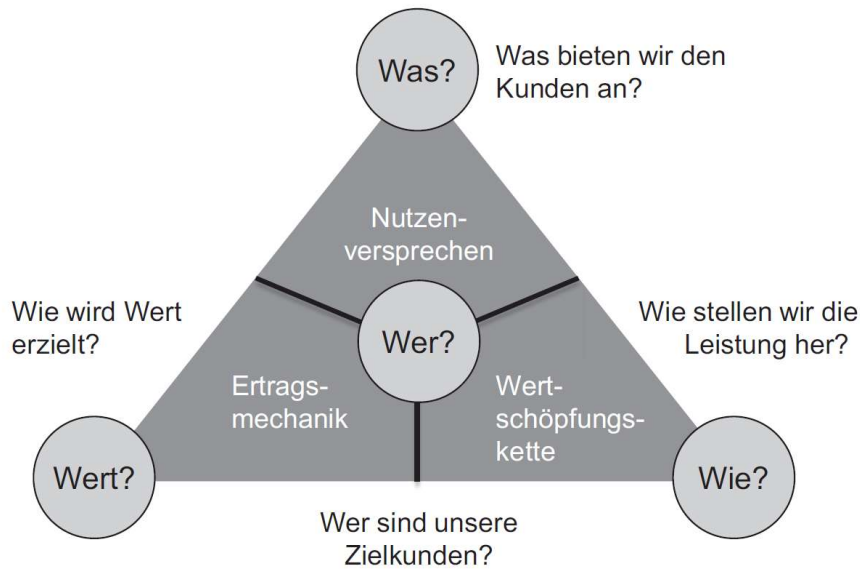 Was?
Was bieten wir den
Kunden an?
Nutzen-
versprechen
Wie wird Wert
erzielt?
Wer?
Wie stellen wir die
Leistung her?
Ertrags-
mechanik
Wert-
schöpfungs-
kette
Wert?
Wie?
Wer sind unsere
Zielkunden?